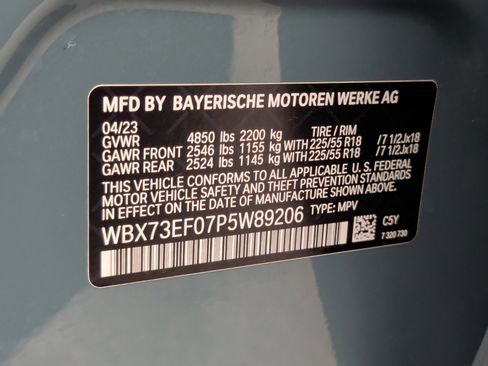 MFD BY BAYERISCHE MOTOREN WERKE AG
04/23
GVWR 4850 lbs 2200 kg TIRE / RIM
GAWR FRONT 2546 lbs 1155 kg WITH 225/55 R18 /7 1/2Jx18
GAWR REAR 2524 lbs 1145 kg WITH 225/55 R18 /7 1/2Jx18
THIS VEHICLE CONFORMS TO ALL APPLICABLE U.S. FEDERAL
MOTOR VEHICLE SAFETY AND THEFT PREVENTION
STANDARDS IN EFFECT ON THE DATE OF MANUFACTURE SHOWN ABOVE.
WBX73EF07P5W89206 TYPE: MPV
C5Y
7 320 730